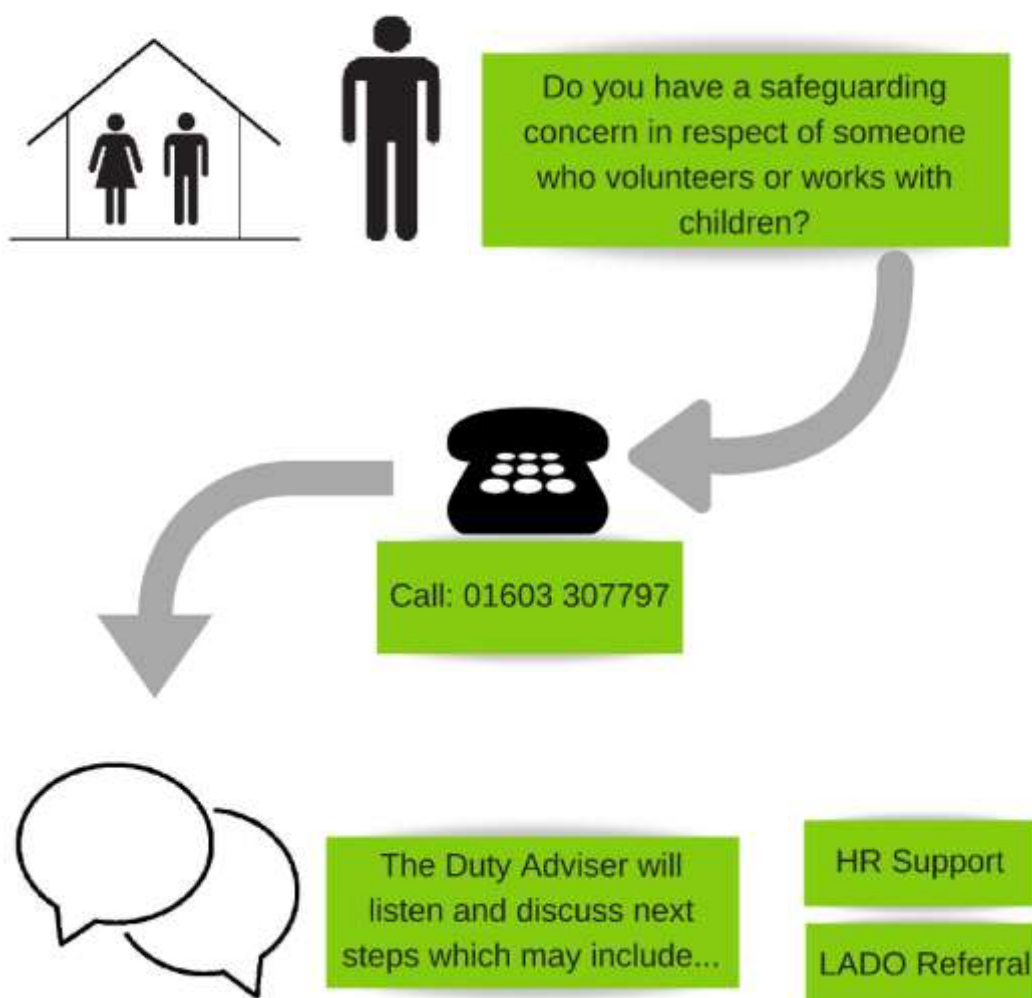 Do you have a safeguarding
concern in respect of someone
who volunteers or works with
children?
Call: 01603 307797
The Duty Adviser will
listen and discuss next
steps which may include...
HR Support
LADO Referral